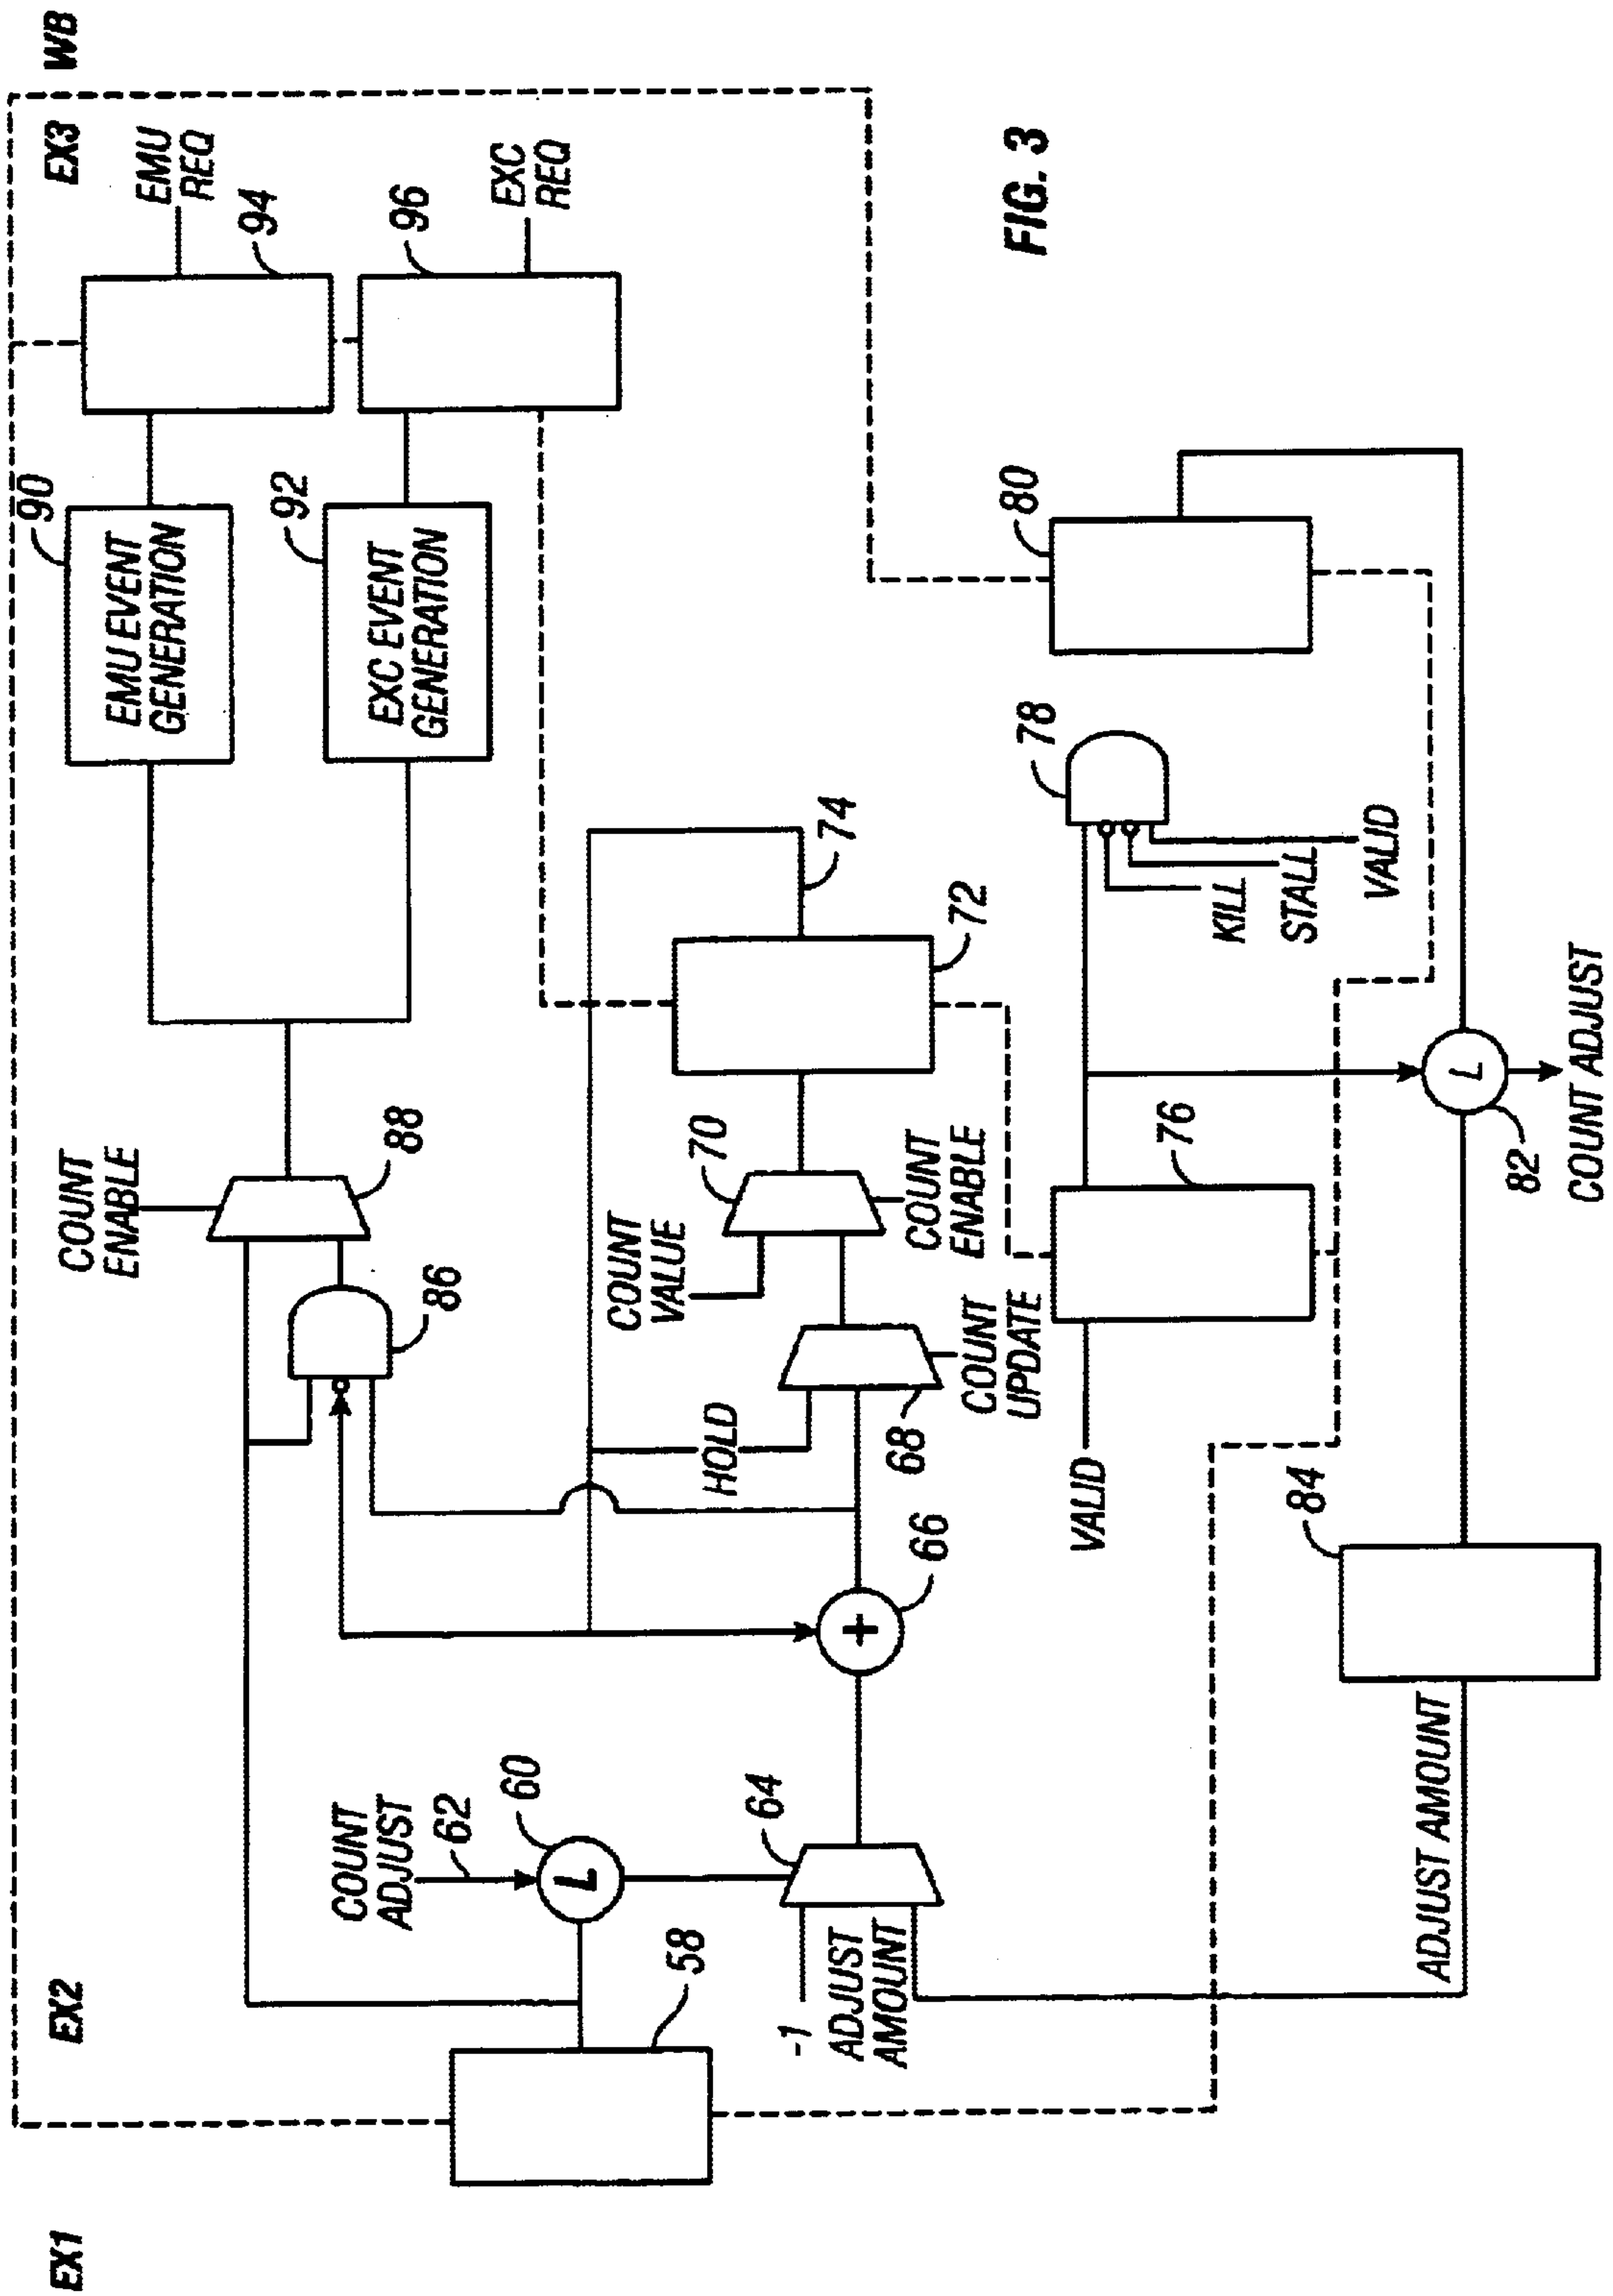 EX1
EX2
EX3
WB
COUNT
ENABLE
88
90
EMU EVENT
GENERATION
94
EMU
REQ
86
92
EXC EVENT
GENERATION
96
EXC
REQ
COUNT
ADJUST
62
60
L
58
-1
ADJUST
AMOUNT
64
+
66
HOLD
68
COUNT
UPDATE
COUNT
VALUE
70
COUNT
ENABLE
72
74
VALID
76
KILL
STALL
VALID
78
80
ADJUST AMOUNT
84
L
82
COUNT ADJUST
FIG. 3